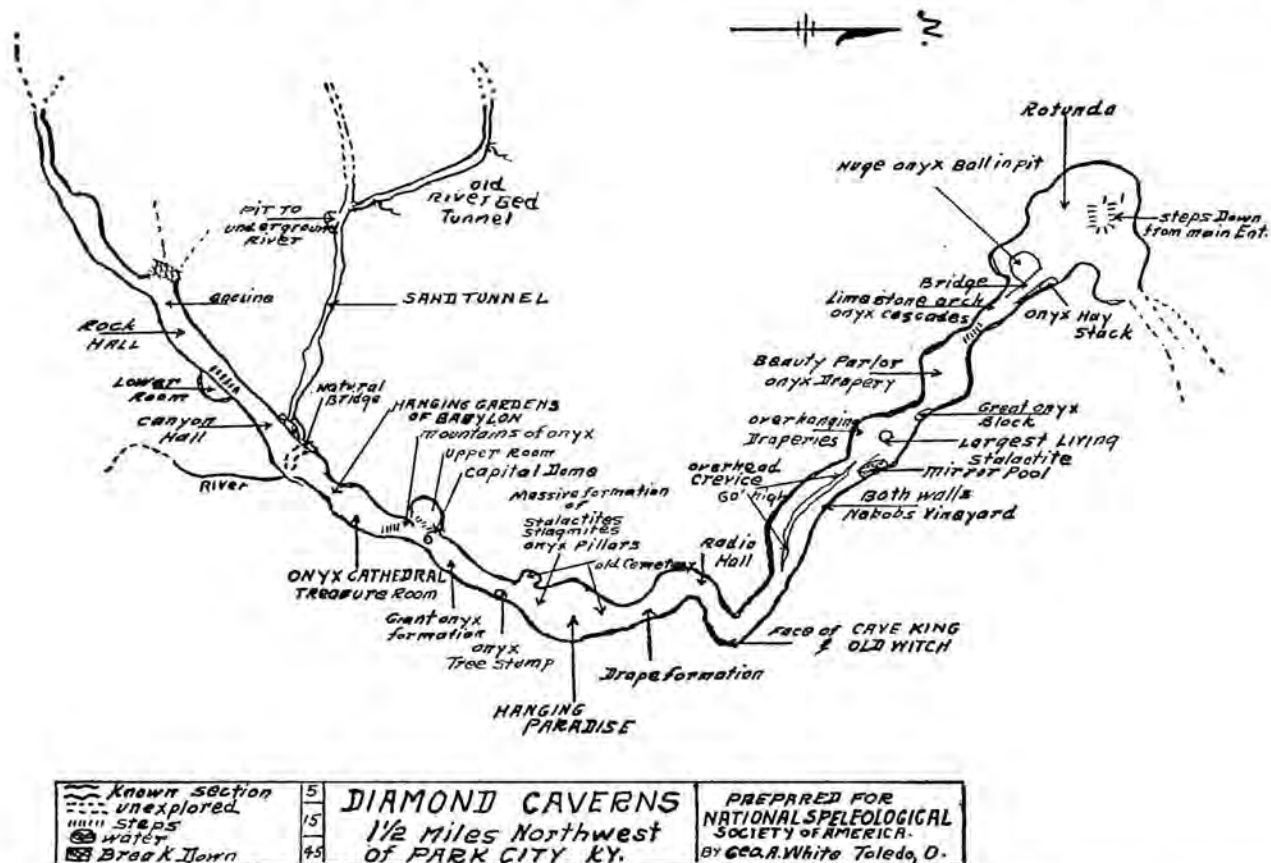 N
Rotunda
Huge onyx Ball in pit
steps Down
from main Ent.
Bridge
Limestone arch
onyx cascades
onyx Hay
Stack
Beauty Parlor
onyx Drapery
Great onyx
Block
overhanging
Draperies
Largest Living
Stalactite
Mirror Pool
overhead
Crevice
60' high
Both walls
Nabobs Vineyard
Radio
Hall
Face of CAVE KING
& OLD WITCH
Drape formation
HANGING
PARADISE
old Cemetery
Massive formation
of
Stalactites
Stlagmites
onyx Pillars
onyx
Tree Stump
Giant onyx
formation
Capital Dome
Upper Room
mountains of onyx
HANGING GARDENS
OF BABYLON
ONYX CATHEDRAL
TREASURE ROOM
Natural
Bridge
River
Canyon
Hall
Lower
Room
Rock
HALL
SAND TUNNEL
Pit TO
underground
River
old
River Bed
Tunnel
Known section
unexplored
steps
water
Break Down
5
15
45
DIAMOND CAVERNS
1½ Miles Northwest
of PARK CITY KY.
PREPARED FOR
NATIONAL SPELEOLOGICAL
SOCIETY OF AMERICA.
BY Geo.A.White Toledo, O.